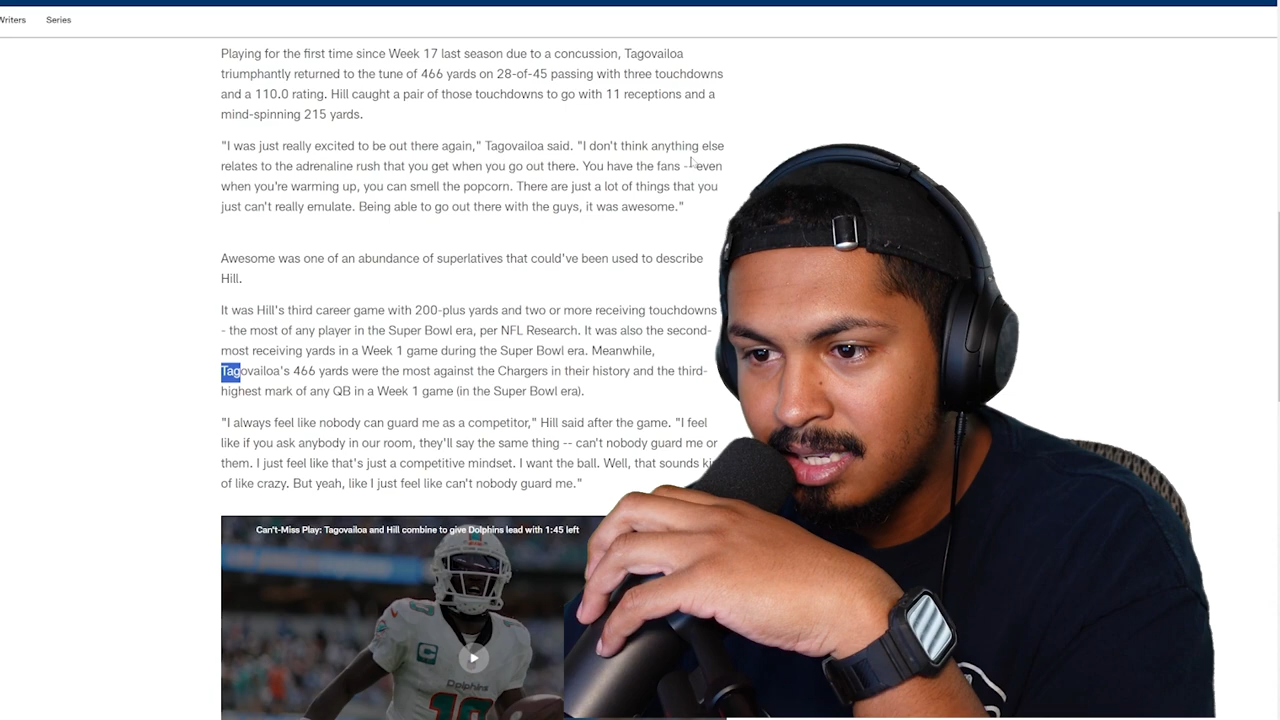 Writers Series
Playing for the first time since Week 17 last season due to a concussion, Tagovailoa
triumphantly returned to the tune of 466 yards on 28-of-45 passing with three touchdowns
and a 110.0 rating. Hill caught a pair of those touchdowns to go with 11 receptions and a
mind-spinning 215 yards.
"I was just really excited to be out there again," Tagovailoa said. "I don't think anything else
relates to the adrenaline rush that you get when you go out there. You have the fans -- even
when you're warming up, you can smell the popcorn. There are just a lot of things that you
just can't really emulate. Being able to go out there with the guys, it was awesome."
Awesome was one of an abundance of superlatives that could've been used to describe
Hill.
It was Hill's third career game with 200-plus yards and two or more receiving touchdowns
- the most of any player in the Super Bowl era, per NFL Research. It was also the second-
most receiving yards in a Week 1 game during the Super Bowl era. Meanwhile,
Tagovailoa's 466 yards were the most against the Chargers in their history and the third-
highest mark of any QB in a Week 1 game (in the Super Bowl era).
"I always feel like nobody can guard me as a competitor," Hill said after the game. "I feel
like if you ask anybody in our room, they'll say the same thing -- can't nobody guard me or
them. I just feel like that's just a competitive mindset. I want the ball. Well, that sounds ki
of like crazy. But yeah, like I just feel like can't nobody guard me."
Can't-Miss Play: Tagovailoa and Hill combine to give Dolphins lead with 1:45 left
C
Dolphins
10